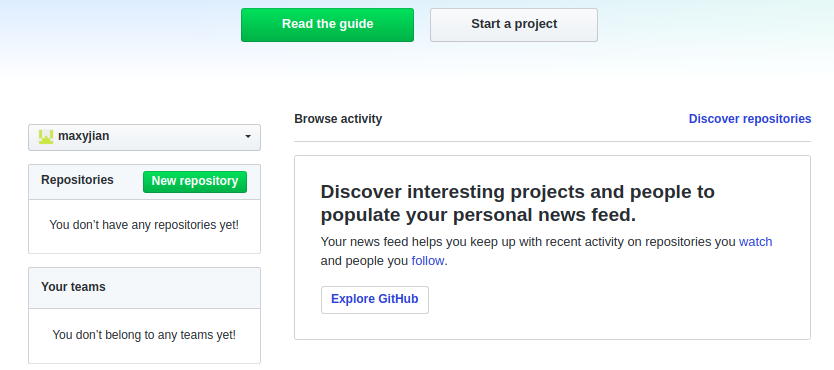 Read the guide
Start a project
maxyjian
Repositories
New repository
You don’t have any repositories yet!
Your teams
You don’t belong to any teams yet!
Browse activity
Discover repositories
Discover interesting projects and people to
populate your personal news feed.
Your news feed helps you keep up with recent activity on repositories you watch
and people you follow.
Explore GitHub